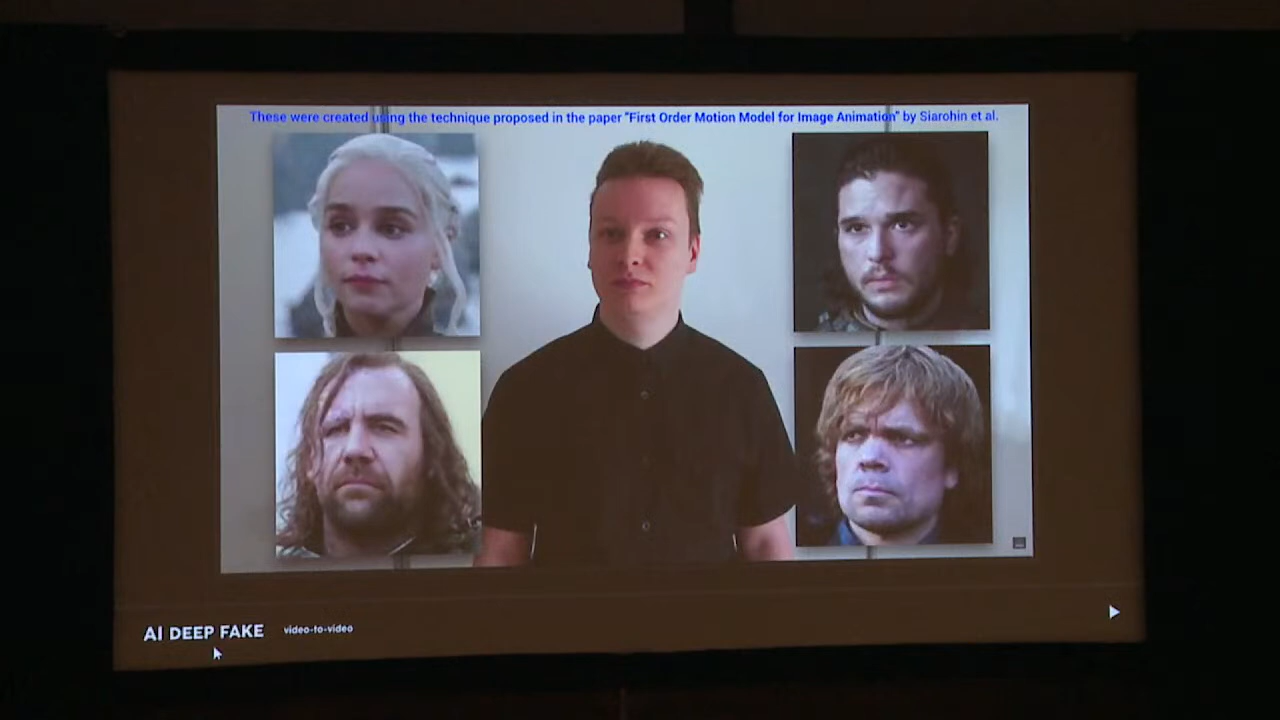 These were created using the technique proposed in the paper "First Order Motion Model for Image Animation" by Siarohin et al.
AI DEEP FAKE video-to-video